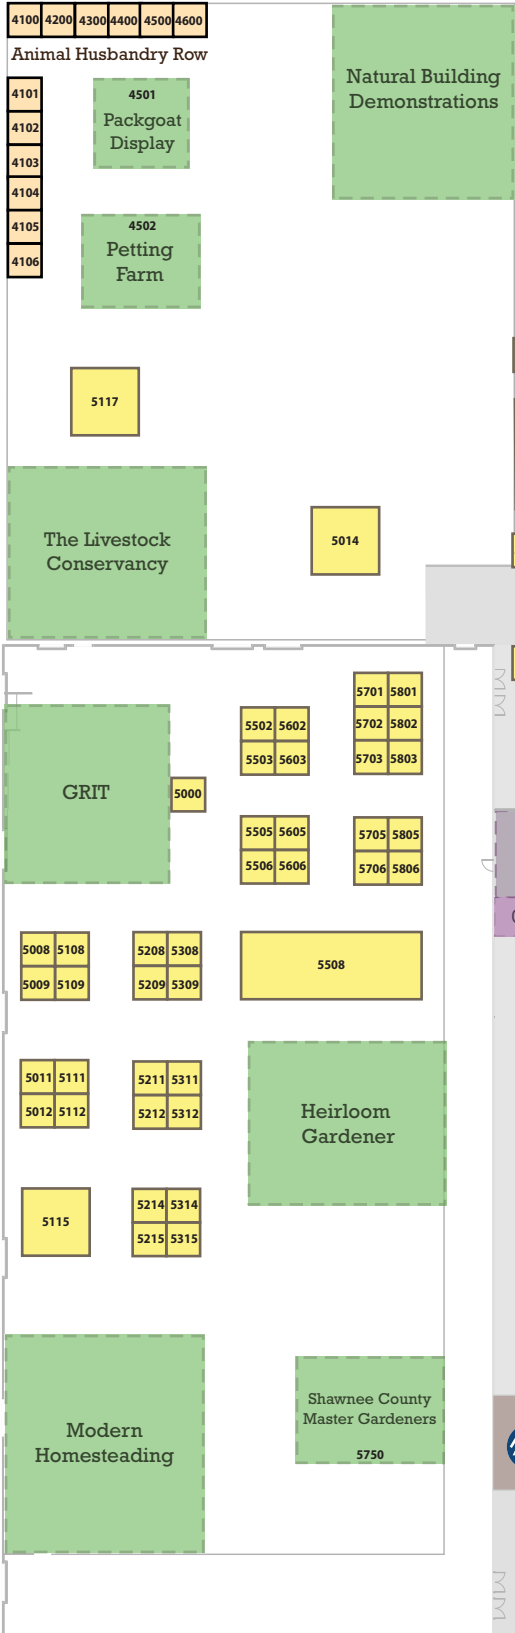 4100 4200 4300 4400 4500 4600
Animal Husbandry Row
Natural Building
Demonstrations
4101
4102
4103
4104
4105
4106
4501
Packgoat
Display
4502
Petting
Farm
5117
The Livestock
Conservancy
5014
5701 5801
5702 5802
5703 5803
5502 5602
5503 5603
GRIT
5000
5505 5605
5506 5606
5705 5805
5706 5806
5008 5108
5009 5109
5208 5308
5209 5309
5508
5011 5111
5012 5112
5211 5311
5212 5312
Heirloom
Gardener
5115
5214 5314
5215 5315
Modern
Homesteading
Shawnee County
Master Gardeners
5750